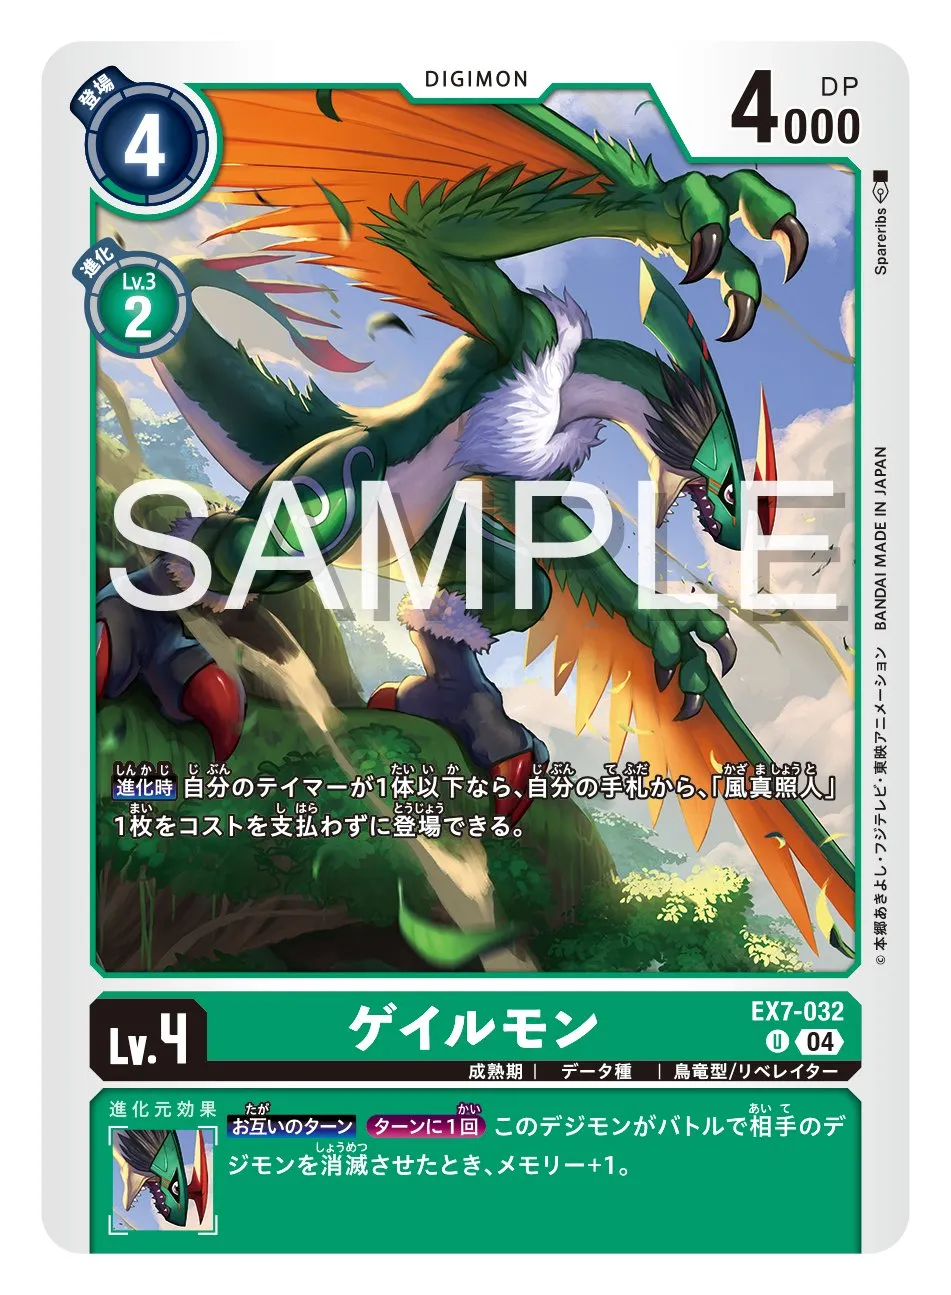 DIGIMON
登場
4
4000
DP
進化
Lv.3
2
Spareribs
SAMPLE
BANDAI MADE IN JAPAN
©本郷あきよし・フジテレビ・東映アニメーション
進化時 自分のテイマーが1体以下なら、自分の手札から、「風真照人」
1枚をコストを支払わずに登場できる。
Lv.4
ゲイルモン
EX7-032
U 04
成熟期 | データ種 | 鳥竜型/リベレイター
進化元効果
お互いのターン ターンに1回 このデジモンがバトルで相手のデ
ジモンを消滅させたとき、メモリー+1。